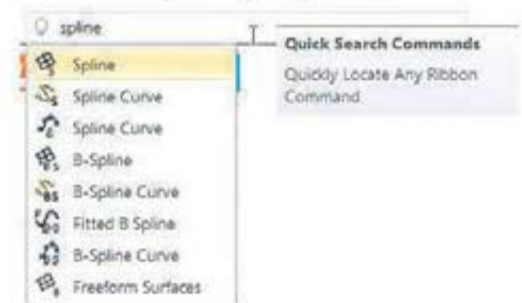 spline
Spline
Spline Curve
Spline Curve
B-Spline
B-Spline Curve
Fitted B Spline
B-Spline Curve
Freeform Surfaces
Quick Search Commands
Quickly Locate Any Ribbon
Command